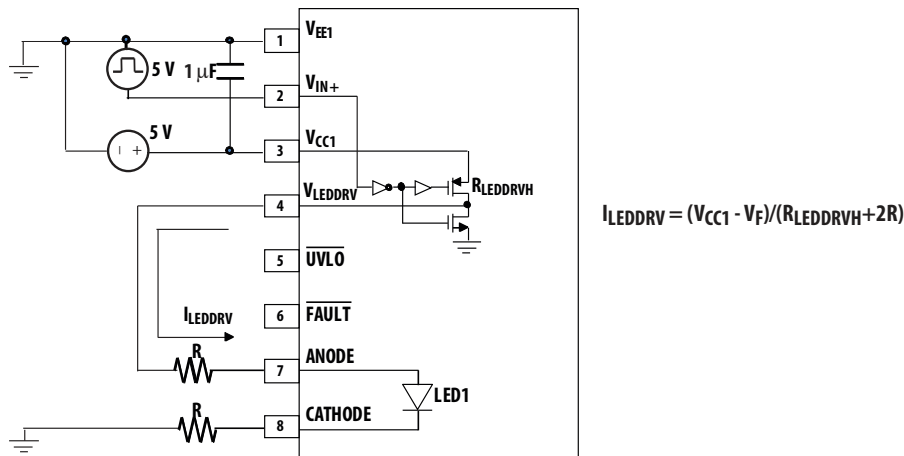 1
V_EE1
5 V
1 μF
2
V_IN+
5 V
3
V_CC1
R_LEDDRVH
4
V_LEDDRV
I_LEDDRV = (V_CC1 - V_F)/(R_LEDDRVH+2R)
5
UVLO
6
FAULT
I_LEDDRV
R
7
ANODE
LED1
R
8
CATHODE